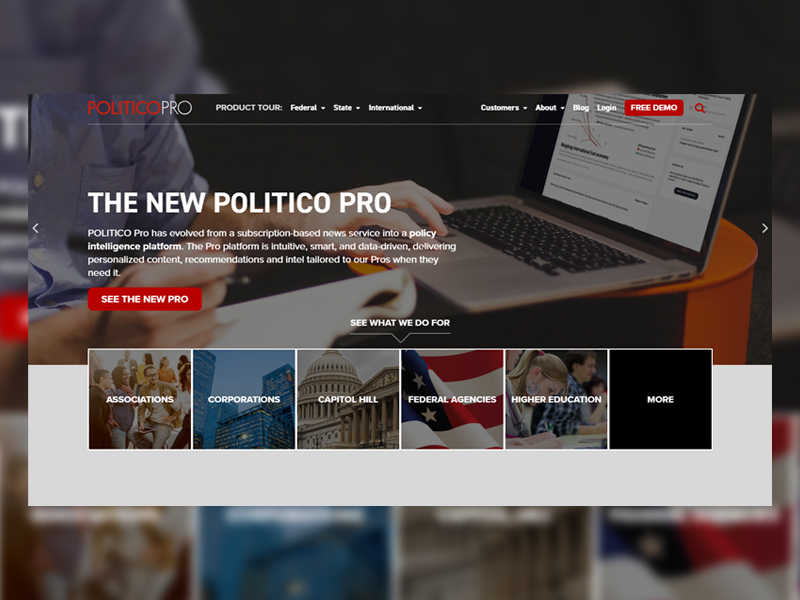 POLITICOPRO
PRODUCT TOUR: Federal State International Customers About Blog Login FREE DEMO
THE NEW POLITICO PRO
POLITICO Pro has evolved from a subscription-based news service into a policy
intelligence platform. The Pro platform is intuitive, smart, and data-driven, delivering
personalized content, recommendations and intel tailored to our Pros when they
need it.
SEE THE NEW PRO
SEE WHAT WE DO FOR
ASSOCIATIONS CORPORATIONS CAPITOL HILL FEDERAL AGENCIES HIGHER EDUCATION MORE